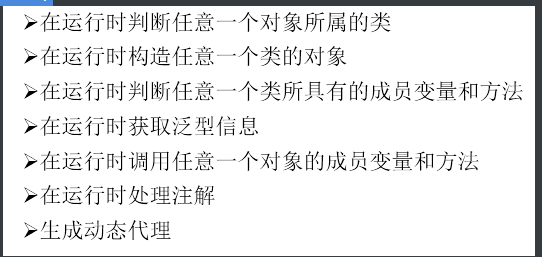 ➢在运行时判断任意一个对象所属的类
➢在运行时构造任意一个类的对象
➢在运行时判断任意一个类所具有的成员变量和方法
➢在运行时获取泛型信息
➢在运行时调用任意一个对象的成员变量和方法
➢在运行时处理注解
➢生成动态代理